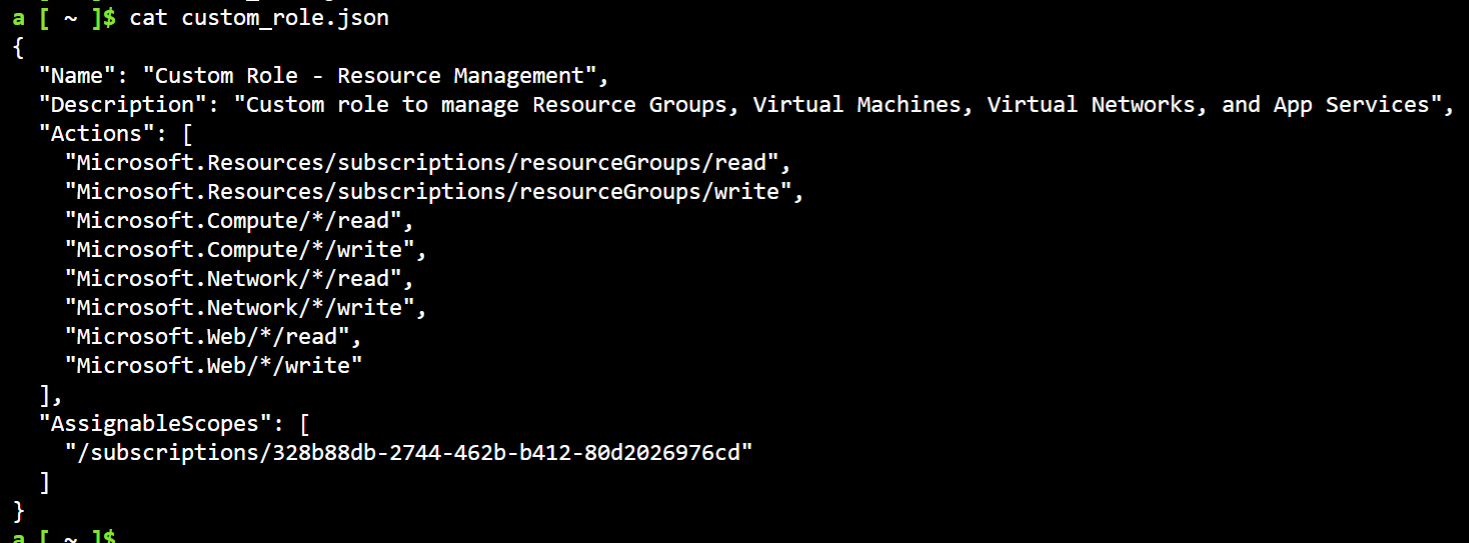 a [ ~ ]$ cat custom_role.json
{
  "Name": "Custom Role - Resource Management",
  "Description": "Custom role to manage Resource Groups, Virtual Machines, Virtual Networks, and App Services",
  "Actions": [
    "Microsoft.Resources/subscriptions/resourceGroups/read",
    "Microsoft.Resources/subscriptions/resourceGroups/write",
    "Microsoft.Compute/*/read",
    "Microsoft.Compute/*/write",
    "Microsoft.Network/*/read",
    "Microsoft.Network/*/write",
    "Microsoft.Web/*/read",
    "Microsoft.Web/*/write"
  ],
  "AssignableScopes": [
    "/subscriptions/328b88db-2744-462b-b412-80d2026976cd"
  ]
}
a [ ~ ]$